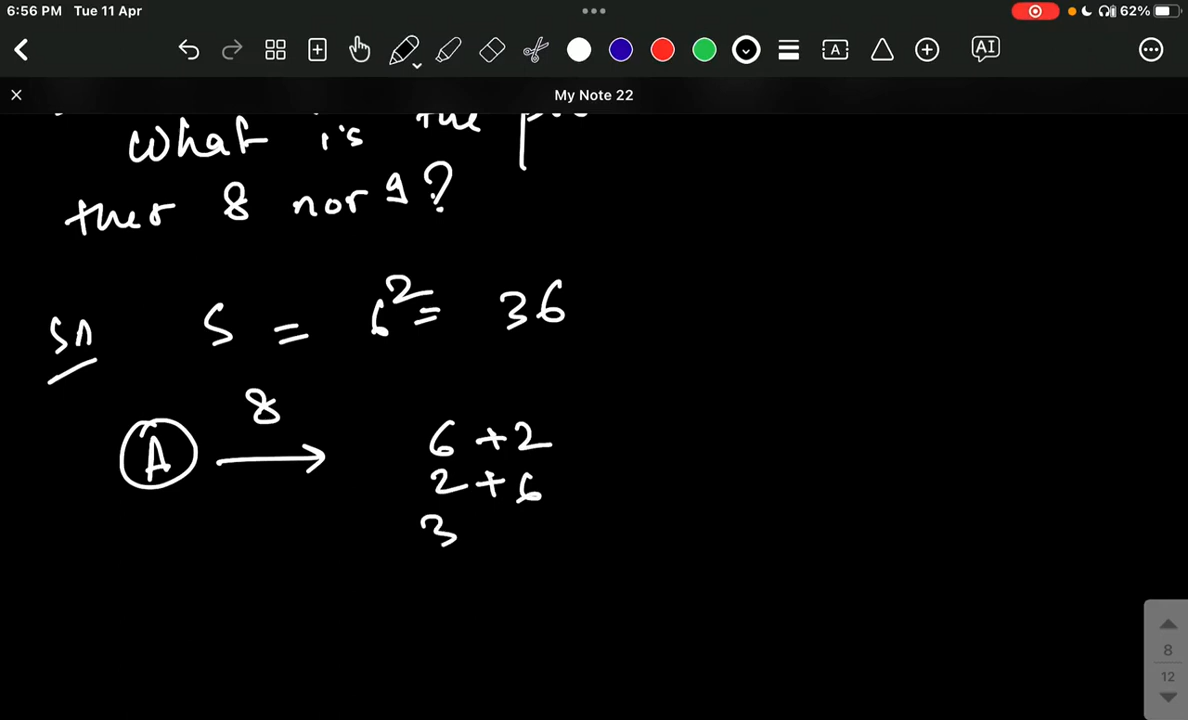 6:56 PM Tue 11 Apr
62%
A
AI
My Note 22
What is the
ther 8 nor 9?
S = 6² = 36
8
A
6 + 2
2 + 6
3
8
12